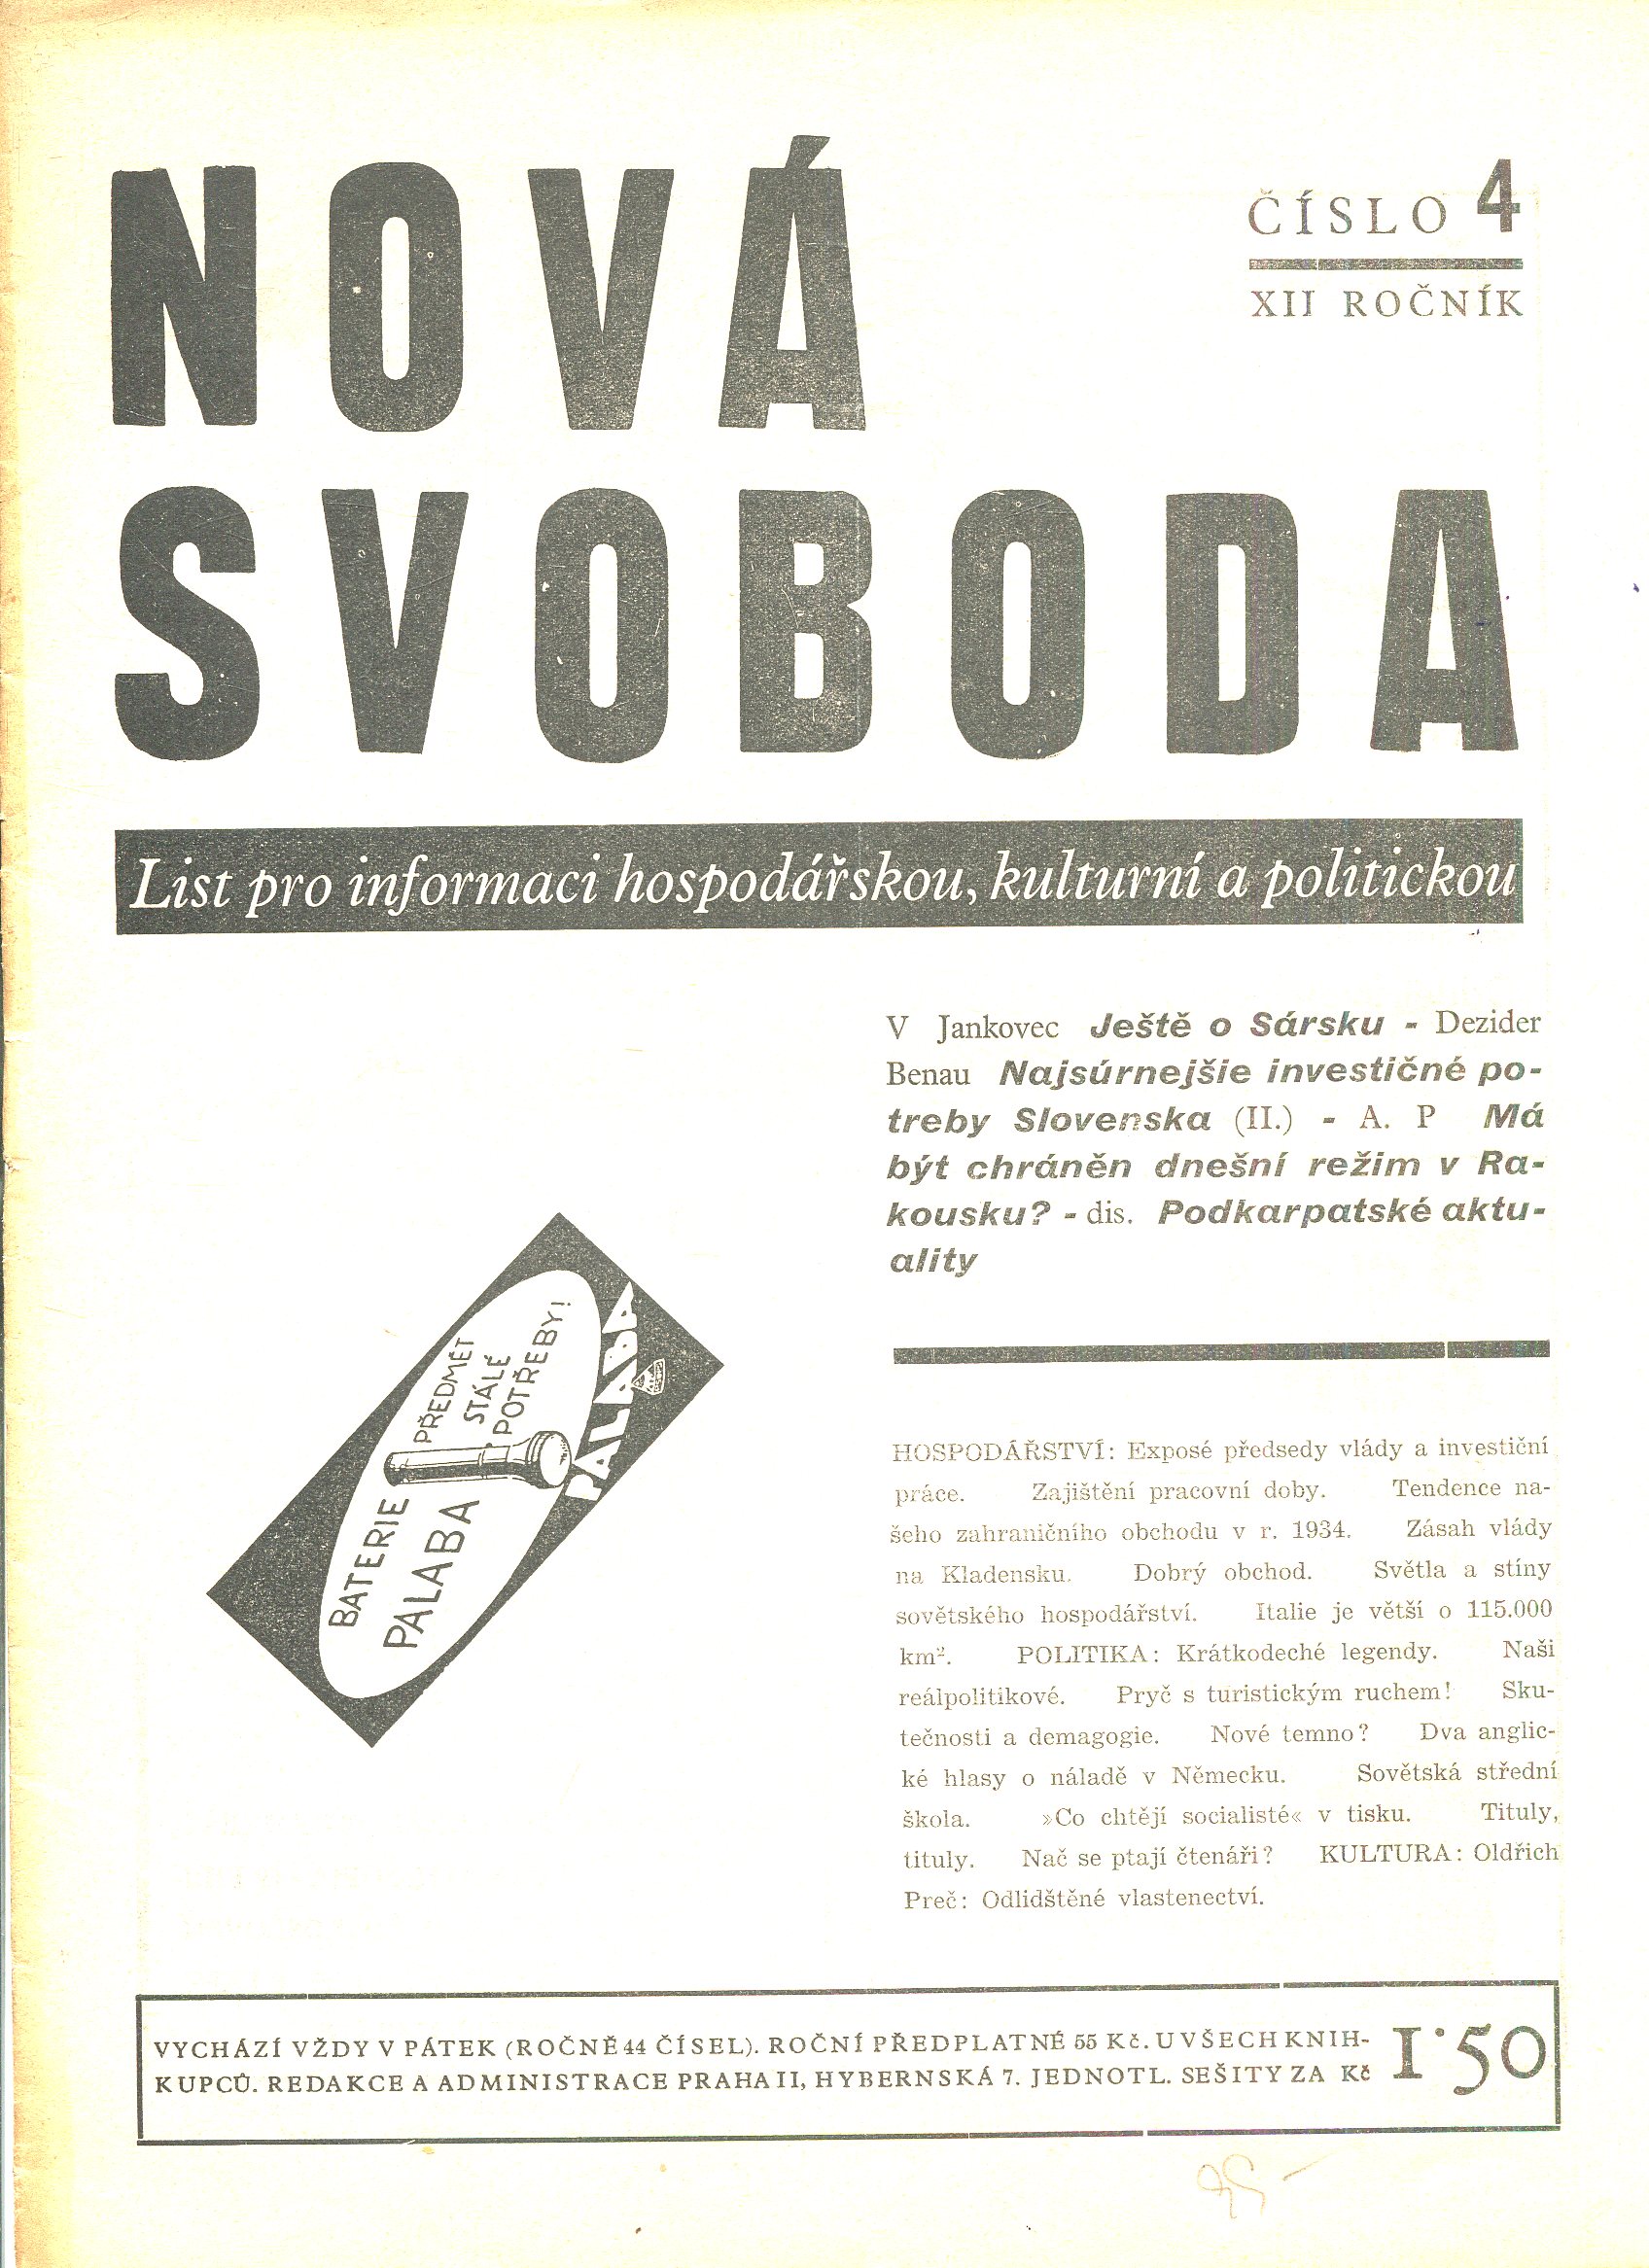 NOVÁ
SVOBODA
ČÍSLO 4
XII ROČNÍK
List pro informaci hospodářskou, kulturní a politickou
V Jankovec Ještě o Sársku - Dezider
Benau Najsúrnejšie investičné po-
treby Slovenska (II.) - A. P Má
být chráněn dnešní režim v Ra-
kousku? - dis. Podkarpatské aktu-
ality
PŘEDMĚT
STÁLÉ
POTŘEBY!
BATERIE
PALABA
PALABA
HOSPODÁŘSTVÍ: Exposé předsedy vlády a investiční
práce. Zajištění pracovní doby. Tendence na-
šeho zahraničního obchodu v r. 1934. Zásah vlády
na Kladensku. Dobrý obchod. Světla a stíny
sovětského hospodářství. Italie je větší o 115.000
km². POLITIKA: Krátkodeché legendy. Naši
reálpolitikové. Pryč s turistickým ruchem! Sku-
tečnosti a demagogie. Nové temno? Dva anglic-
ké hlasy o náladě v Německu. Sovětská střední
škola. »Co chtějí socialisté« v tisku. Tituly,
tituly. Nač se ptají čtenáři? KULTURA: Oldřich
Preč: Odlidštěné vlastenectví.
VYCHÁZÍ VŽDY V PÁTEK (ROČNĚ 44 ČÍSEL). ROČNÍ PŘEDPLATNÉ 55 Kč. U VŠECH KNIH-
KUPCŮ. REDAKCE A ADMINISTRACE PRAHA II, HYBERNSKÁ 7. JEDNOTL. SEŠITY ZA Kč 1·50